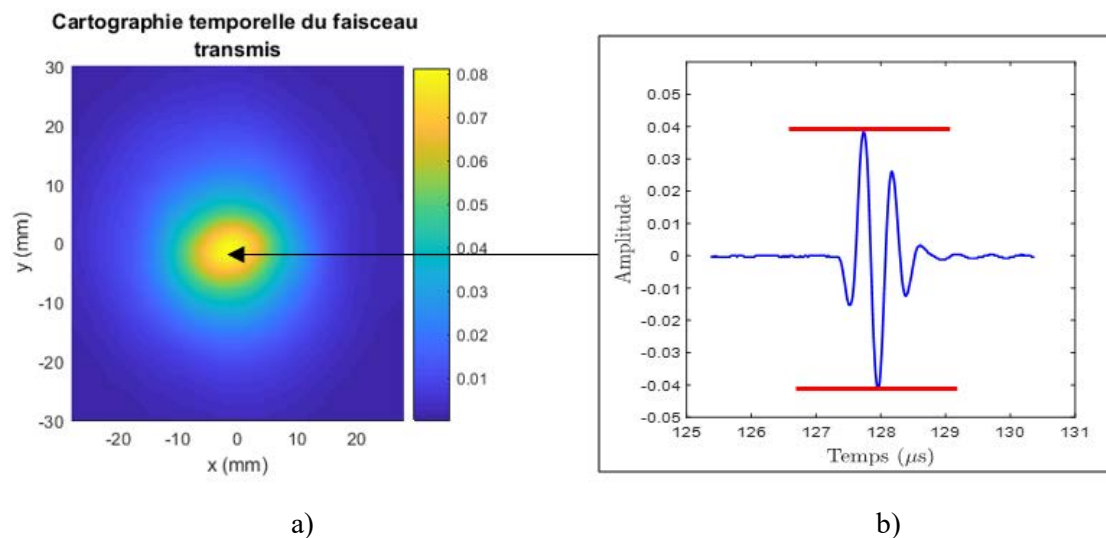 Cartographie temporelle du faisceau
transmis
30
20
10
0
-10
-20
-30
y (mm)
-20 -10 0 10 20
x (mm)
0.08
0.07
0.06
0.05
0.04
0.03
0.02
0.01
0.05
0.04
0.03
0.02
0.01
0
-0.01
-0.02
-0.03
-0.04
-0.05
Amplitude
125 126 127 128 129 130 131
Temps (μs)
a) b)